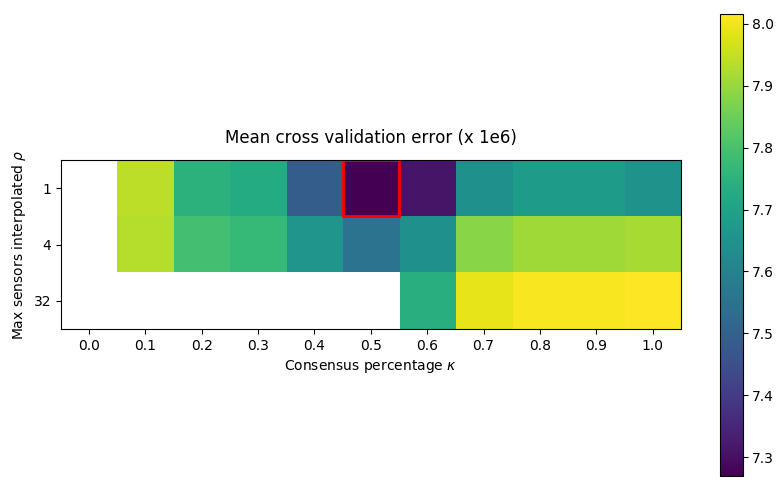 Mean cross validation error (x 1e6)
Max sensors interpolated ρ
1
4
32
0.0 0.1 0.2 0.3 0.4 0.5 0.6 0.7 0.8 0.9 1.0
Consensus percentage κ
8.0
7.9
7.8
7.7
7.6
7.5
7.4
7.3